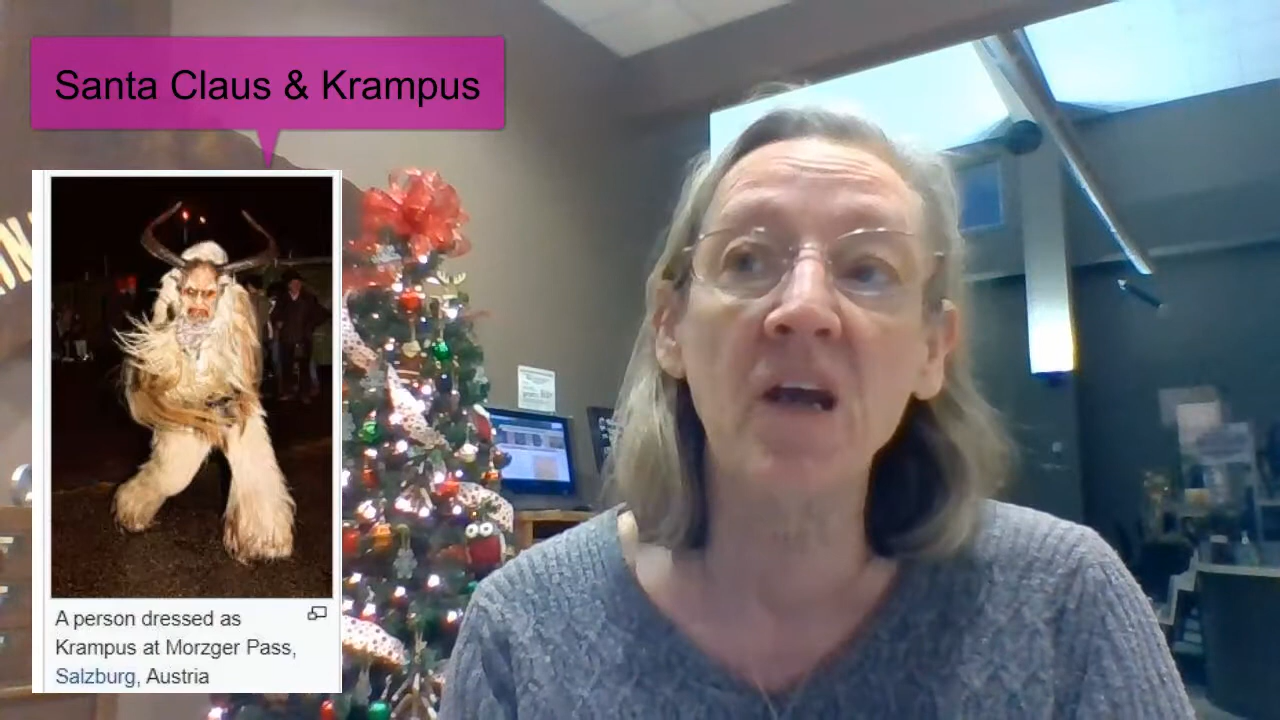 Santa Claus & Krampus
A person dressed as
Krampus at Morzger Pass,
Salzburg, Austria